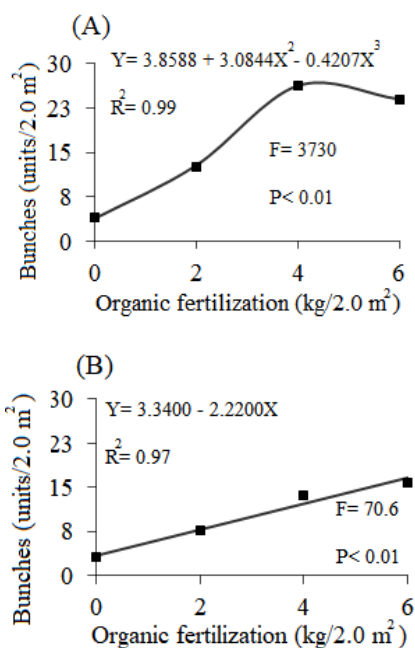 (A)
Y= 3.8588 + 3.0844X² - 0.4207X³
R² = 0.99
F= 3730
P< 0.01
30
23
15
8
0
Bunches (units/2.0 m²)
0 2 4 6
Organic fertilization (kg/2.0 m²)
(B)
Y= 3.3400 - 2.2200X
R² = 0.97
F= 70.6
P< 0.01
30
23
15
8
0
Bunches (units/2.0 m²)
0 2 4 6
Organic fertilization (kg/2.0 m²)